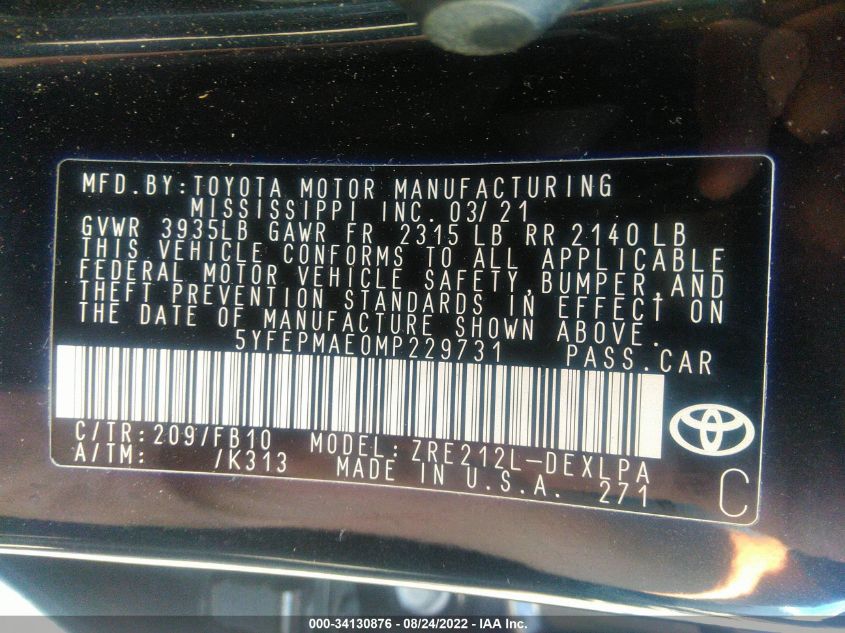 MFD.BY:TOYOTA MOTOR MANUFACTURING
MISSISSIPPI INC. 03/21
GVWR 3935LB GAWR FR 2315 LB RR 2140 LB
THIS VEHICLE CONFORMS TO ALL APPLICABLE
FEDERAL MOTOR VEHICLE SAFETY,BUMPER,AND
THEFT PREVENTION STANDARDS IN EFFECT ON
THE DATE OF MANUFACTURE SHOWN ABOVE.
5YFEPMAE0MP229731 PASS.CAR
C/TR:209/FB10 MODEL:ZRE212L-DEXLPA
A/TM: /K313 MADE IN U.S.A. 271 C
000-34130876 - 08/24/2022 - IAA Inc.